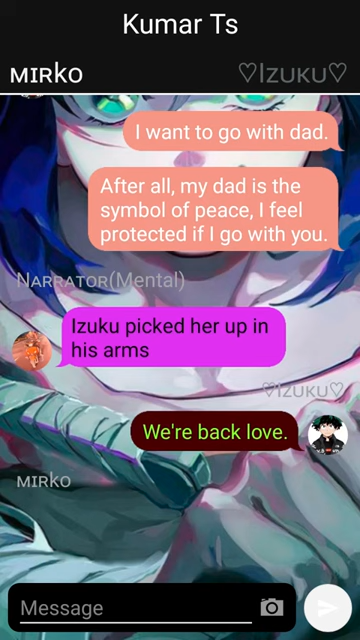 Kumar Ts
MIRKO
♡IZUKU♡
I want to go with dad.
After all, my dad is the
symbol of peace, I feel
protected if I go with you.
NARRATOR(Mental)
Izuku picked her up in
his arms
♡IZUKU♡
We're back love.
MIRKO
Message